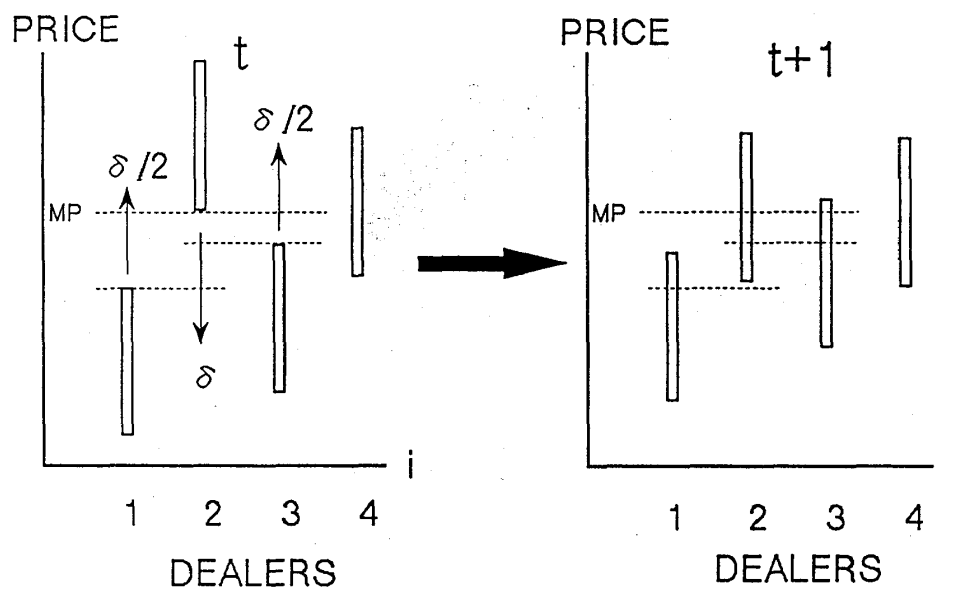 PRICE
t
δ/2
δ/2
MP
δ
i
1 2 3 4
DEALERS
PRICE
t+1
MP
1 2 3 4
DEALERS